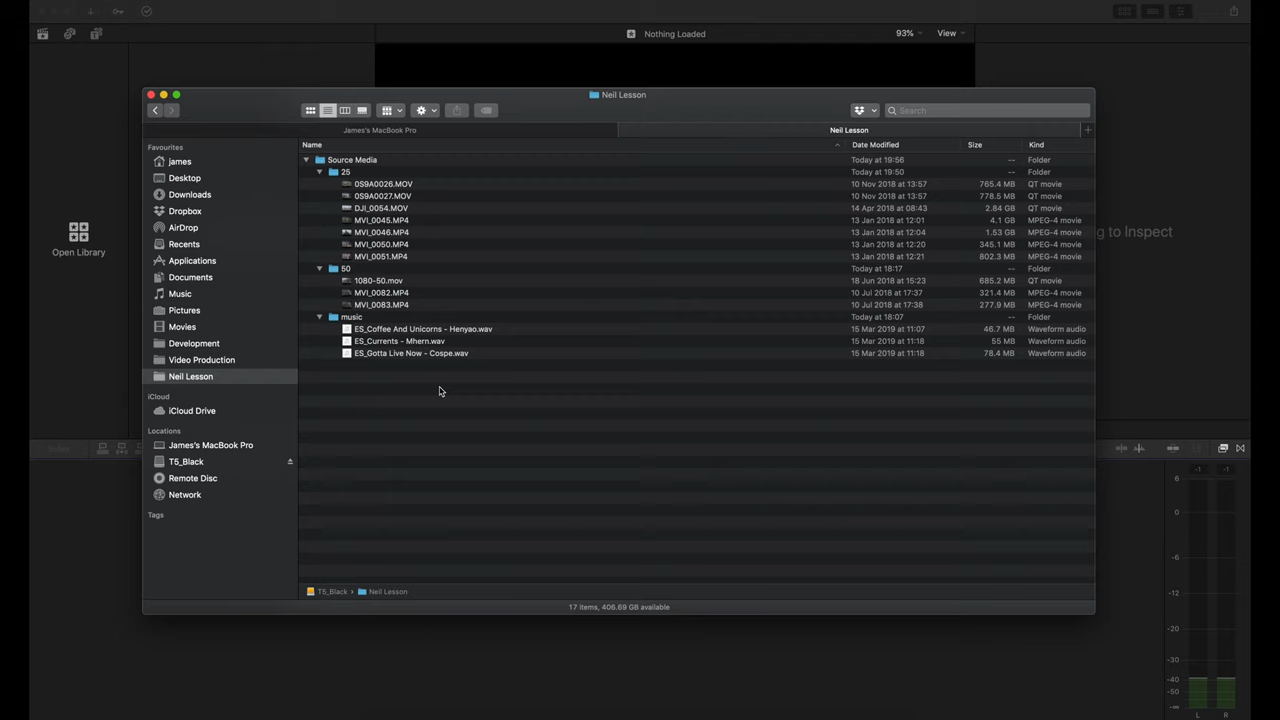 Nothing Loaded
93%
View
Neil Lesson
Search
James's MacBook Pro
Neil Lesson
Favourites
james
Desktop
Downloads
Dropbox
AirDrop
Recents
Applications
Documents
Music
Pictures
Movies
Development
Video Production
Neil Lesson
iCloud
iCloud Drive
Locations
James's MacBook Pro
T5_Black
Remote Disc
Network
Tags
Open Library
Name Date Modified Size Kind
Source Media Today at 19:56 -- Folder
25 Today at 19:50 -- Folder
0S9A0026.MOV 10 Nov 2018 at 13:57 765.4 MB QT movie
0S9A0027.MOV 10 Nov 2018 at 13:57 778.5 MB QT movie
DJI_0054.MOV 14 Apr 2018 at 08:43 2.84 GB QT movie
MVI_0045.MP4 13 Jan 2018 at 12:01 4.1 GB MPEG-4 movie
MVI_0046.MP4 13 Jan 2018 at 12:04 1.53 GB MPEG-4 movie
MVI_0050.MP4 13 Jan 2018 at 12:20 345.1 MB MPEG-4 movie
MVI_0051.MP4 13 Jan 2018 at 12:21 802.3 MB MPEG-4 movie
50 Today at 18:17 -- Folder
1080-50.mov 18 Jun 2018 at 15:23 685.2 MB QT movie
MVI_0082.MP4 10 Jul 2018 at 17:37 321.4 MB MPEG-4 movie
MVI_0083.MP4 10 Jul 2018 at 17:38 277.9 MB MPEG-4 movie
music Today at 18:07 -- Folder
ES_Coffee And Unicorns - Henyao.wav 15 Mar 2019 at 11:07 46.7 MB Waveform audio
ES_Currents - Mhern.wav 15 Mar 2019 at 11:18 55 MB Waveform audio
ES_Gotta Live Now - Cospe.wav 15 Mar 2019 at 11:18 78.4 MB Waveform audio
T5_Black › Neil Lesson
17 items, 406.69 GB available
to Inspect
Index
-1 -1
6
0
-6
-12
-20
-30
-40
-50
-∞
L R